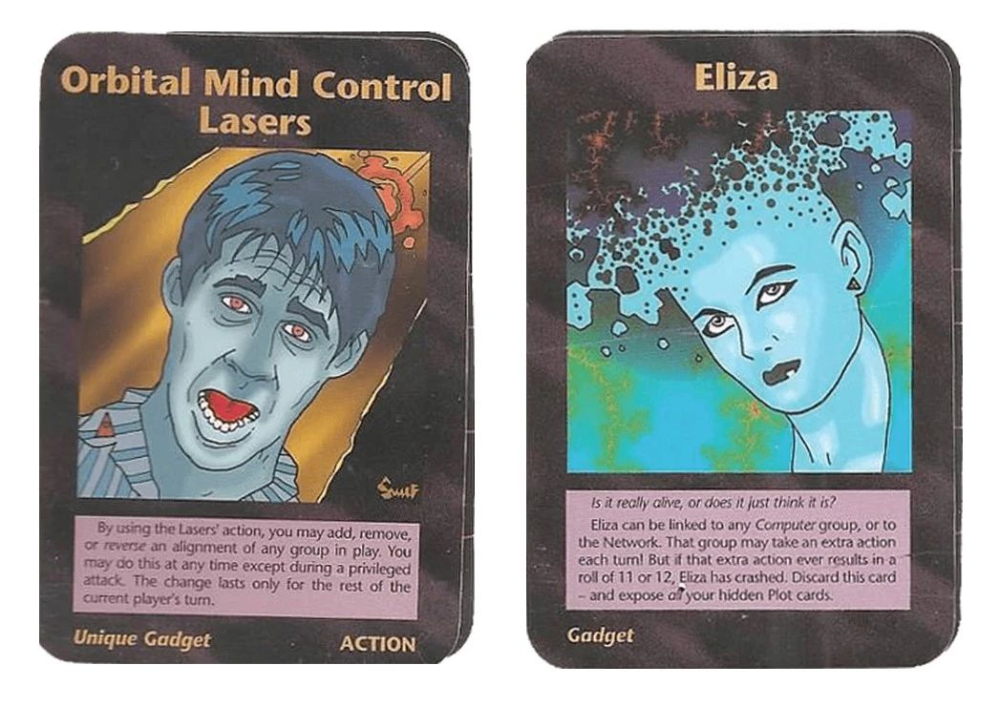 Orbital Mind Control
Lasers
By using the Lasers' action, you may add, remove,
or reverse an alignment of any group in play. You
may do this at any time except during a privileged
attack. The change lasts only for the rest of the
current player's turn.
Unique Gadget
ACTION
Eliza
Is it really alive, or does it just think it is?
Eliza can be linked to any Computer group, or to
the Network. That group may take an extra action
each turn! But if that extra action ever results in a
roll of 11 or 12, Eliza has crashed. Discard this card
– and expose all your hidden Plot cards.
Gadget